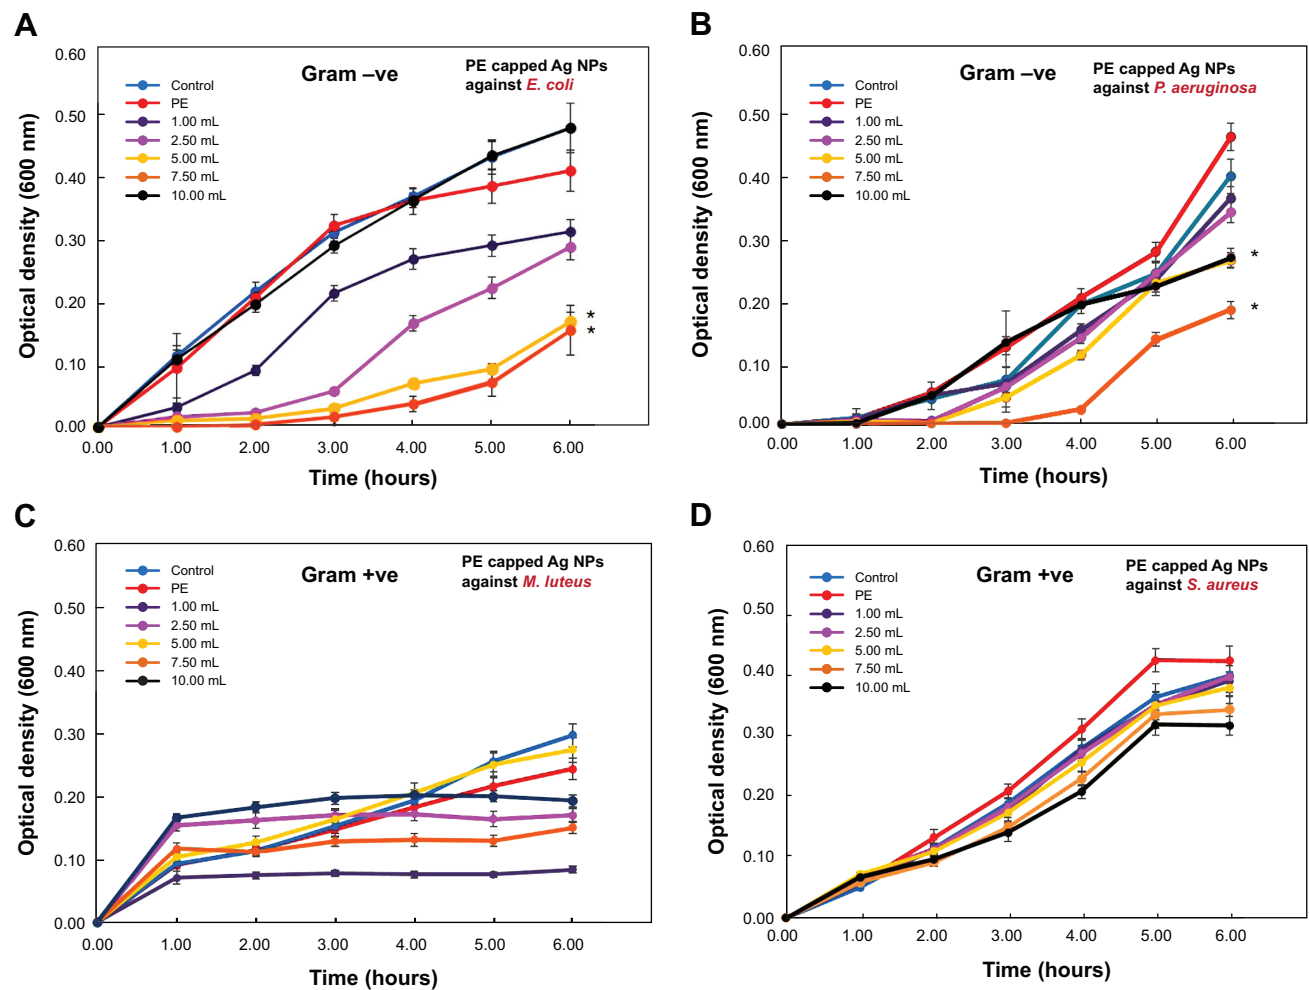 A
Gram –ve
PE capped Ag NPs
against E. coli
Control
PE
1.00 mL
2.50 mL
5.00 mL
7.50 mL
10.00 mL
0.60
0.50
0.40
0.30
0.20
0.10
0.00
Optical density (600 nm)
*
*
0.00 1.00 2.00 3.00 4.00 5.00 6.00
Time (hours)
B
Gram –ve
PE capped Ag NPs
against P. aeruginosa
Control
PE
1.00 mL
2.50 mL
5.00 mL
7.50 mL
10.00 mL
0.60
0.50
0.40
0.30
0.20
0.10
0.00
Optical density (600 nm)
*
*
0.00 1.00 2.00 3.00 4.00 5.00 6.00
Time (hours)
C
Gram +ve
PE capped Ag NPs
against M. luteus
Control
PE
1.00 mL
2.50 mL
5.00 mL
7.50 mL
10.00 mL
0.60
0.50
0.40
0.30
0.20
0.10
0.00
Optical density (600 nm)
0.00 1.00 2.00 3.00 4.00 5.00 6.00
Time (hours)
D
Gram +ve
PE capped Ag NPs
against S. aureus
Control
PE
1.00 mL
2.50 mL
5.00 mL
7.50 mL
10.00 mL
0.60
0.50
0.40
0.30
0.20
0.10
0.00
Optical density (600 nm)
0.00 1.00 2.00 3.00 4.00 5.00 6.00
Time (hours)